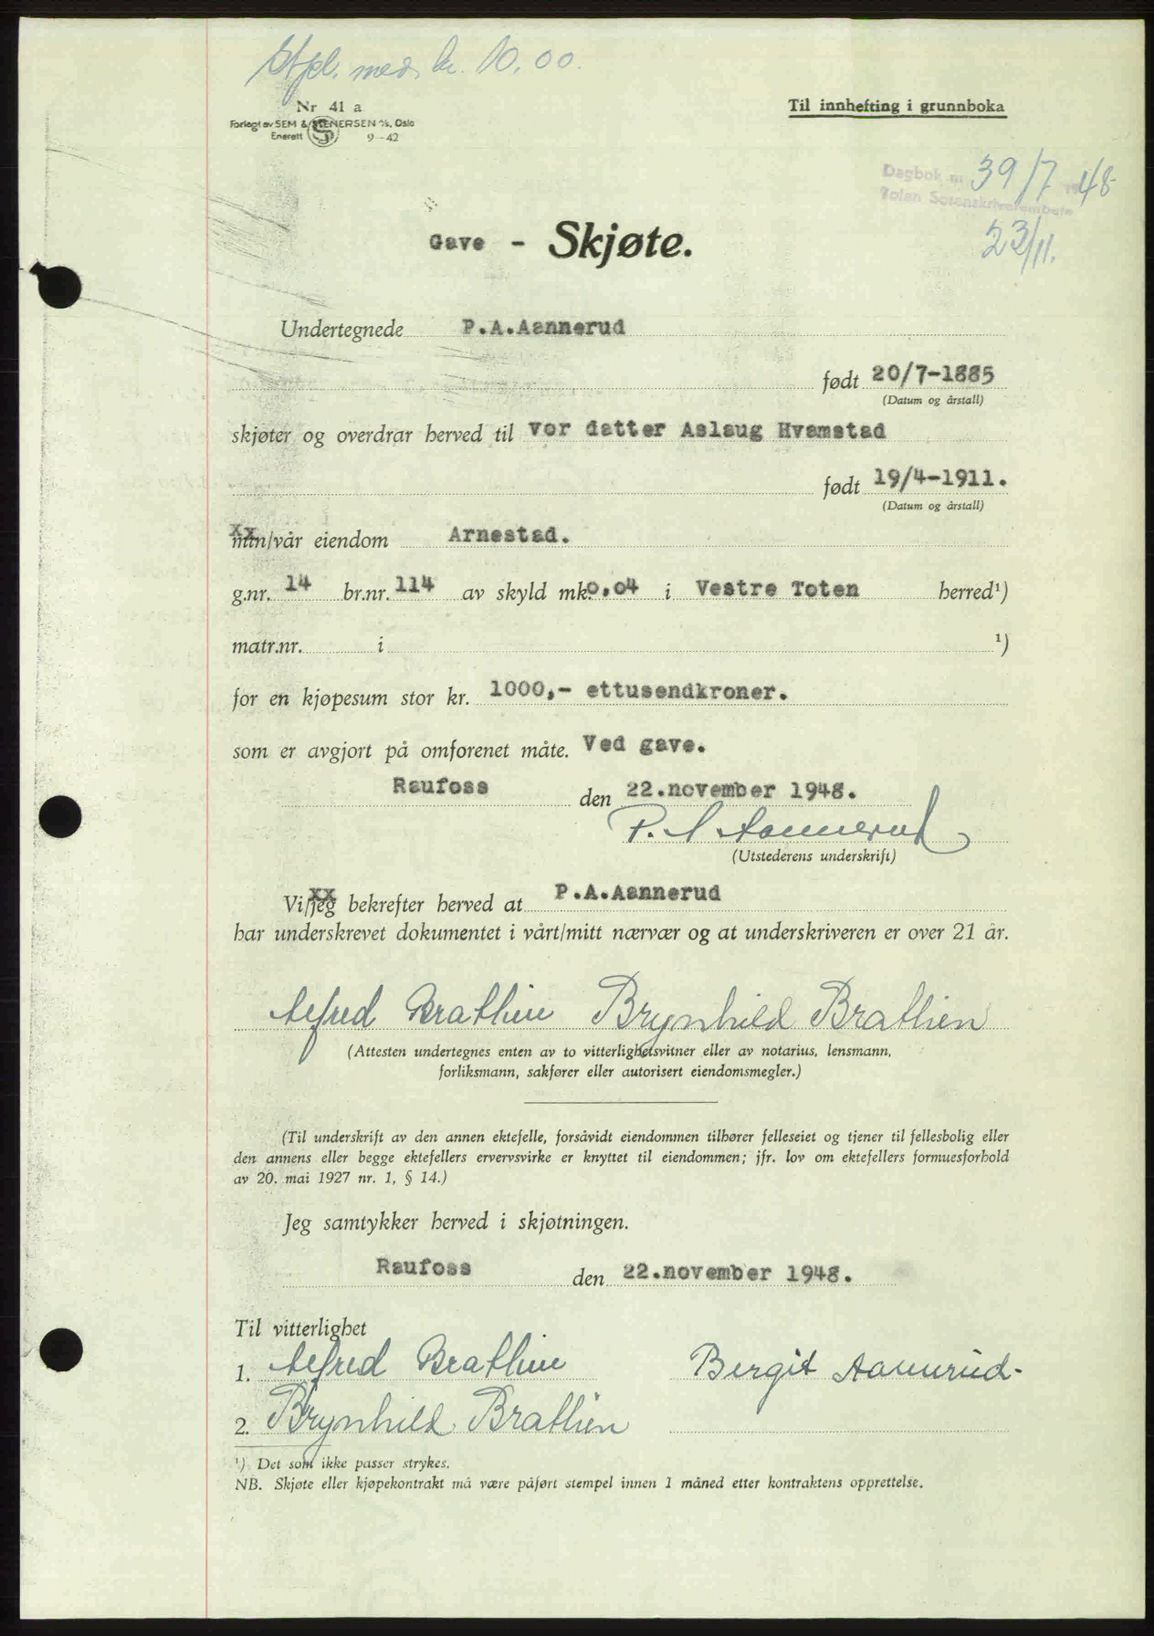 Stpl. med kr. 10.00.
Nr 41 a
Forlagt av SEM & STENERSEN A/S, Oslo
Enerett 9-42
Til innhefting i grunnboka
Dagbok nr 39/7 1948
Toten Sorenskriverembete
23/11.
Gave - Skjøte.
Undertegnede P.A.Aannerud
født 20/7-1885
(Datum og årstall)
skjøter og overdrar herved til vor datter Aslaug Hvamstad
født 19/4-1911.
(Datum og årstall)
min/vår eiendom Arnestad.
g.nr. 14 br.nr. 114 av skyld mk. 0,04 i Vestre Toten herred¹)
matr.nr. i ¹)
for en kjøpesum stor kr. 1000,- ettusendkroner.
som er avgjort på omforenet måte. Ved gave.
Raufoss den 22.november 1948.
P. A Aannerud
(Utstederens underskrift)
Vi/jeg bekrefter herved at P.A.Aannerud
har underskrevet dokumentet i vårt/mitt nærvær og at underskriveren er over 21 år.
Alfred Brathlien Brynhild Brathlien
(Attesten undertegnes enten av to vitterlighetsvitner eller av notarius, lensmann,
forliksmann, sakfører eller autorisert eiendomsmegler.)
(Til underskrift av den annen ektefelle, forsåvidt eiendommen tilhører felleseiet og tjener til fellesbolig eller
den annens eller begge ektefellers ervervsvirke er knyttet til eiendommen; jfr. lov om ektefellers formuesforhold
av 20. mai 1927 nr. 1, § 14.)
Jeg samtykker herved i skjøtningen.
Raufoss den 22.november 1948.
Til vitterlighet
1. Alfred Brathlien Bergit Aannerud-
2. Brynhild Brathlien
¹) Det som ikke passer strykes.
NB. Skjøte eller kjøpekontrakt må være påført stempel innen 1 måned etter kontraktens opprettelse.